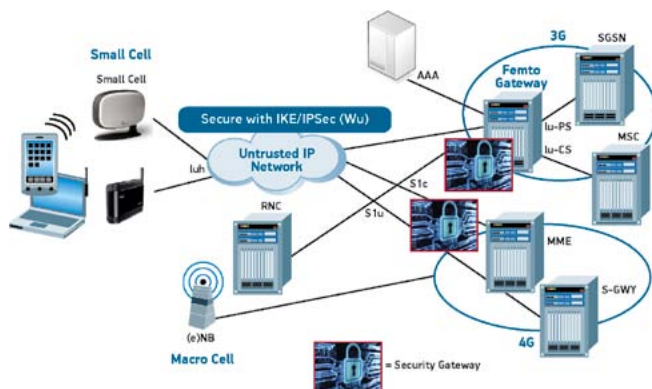 Small Cell
Small Cell
AAA
3G
SGSN
Femto
Gateway
Secure with IKE/IPSec (Wu)
Untrusted IP
Network
Iuh
Iu-PS
Iu-CS
MSC
S1c
S1u
RNC
MME
S-GWY
(e)NB
Macro Cell
4G
= Security Gateway